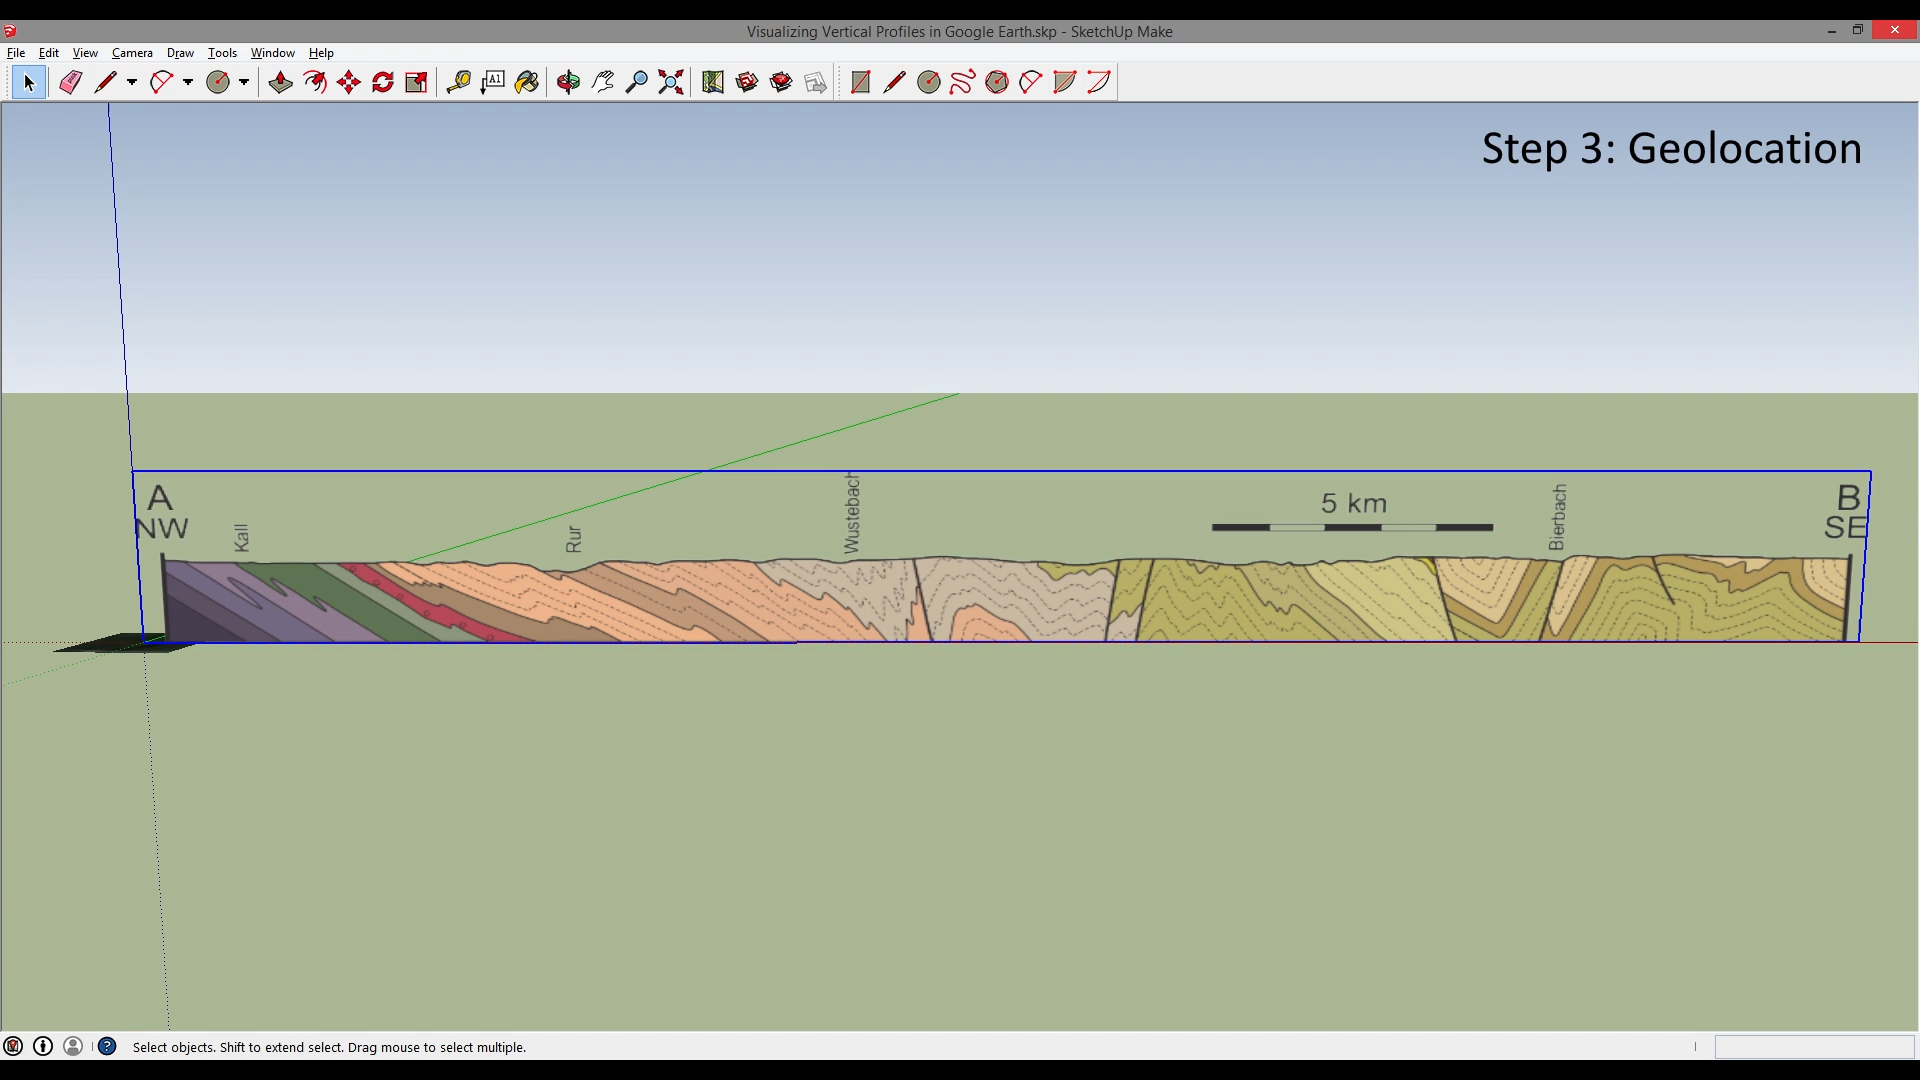 Visualizing Vertical Profiles in Google Earth.skp - SketchUp Make
File Edit View Camera Draw Tools Window Help
A1
Step 3: Geolocation
A
NW
Kall
Rur
Wustebach
5 km
Bierbach
B
SE
Select objects. Shift to extend select. Drag mouse to select multiple.